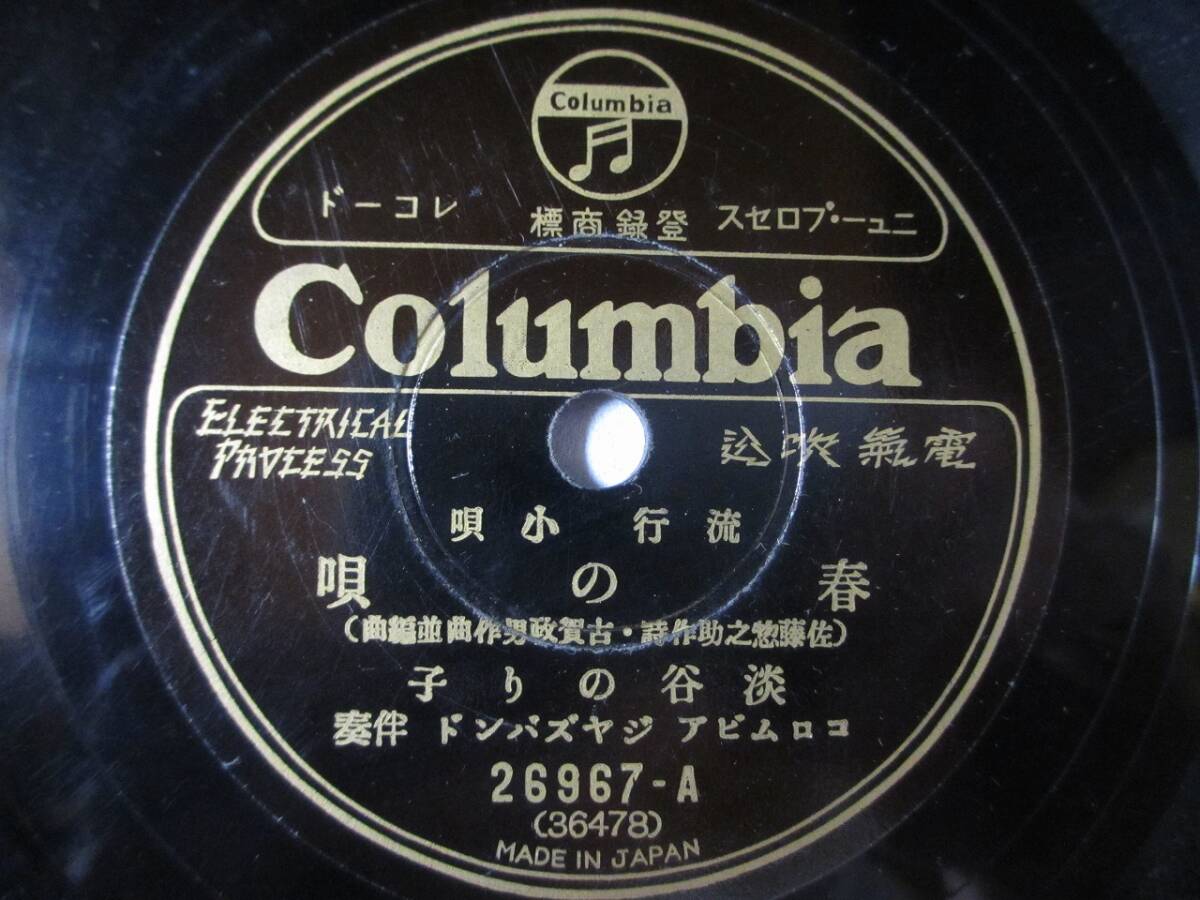 Columbia
ニユー・プロセス 登録商標 レコード
Columbia
ELECTRICAL PROCESS
電氣吹込
流行小唄
春の唄
(佐藤惣之助作詩・古賀政男作曲並編曲)
淡谷のり子
コロムビア ジヤズバンド 伴奏
26967-A
(36478)
MADE IN JAPAN